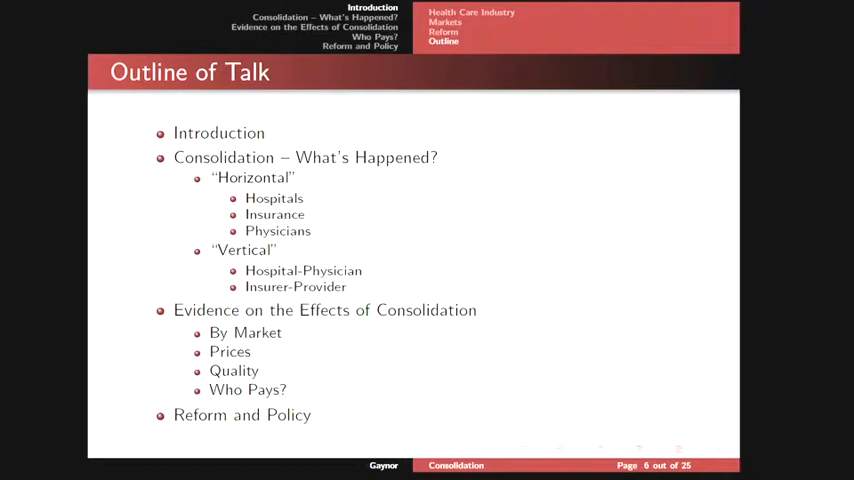 Introduction
Consolidation – What's Happened?
Evidence on the Effects of Consolidation
Who Pays?
Reform and Policy
Health Care Industry
Markets
Reform
Outline
Outline of Talk
Introduction
Consolidation – What's Happened?
“Horizontal”
Hospitals
Insurance
Physicians
“Vertical”
Hospital-Physician
Insurer-Provider
Evidence on the Effects of Consolidation
By Market
Prices
Quality
Who Pays?
Reform and Policy
Gaynor
Consolidation
Page 6 out of 25